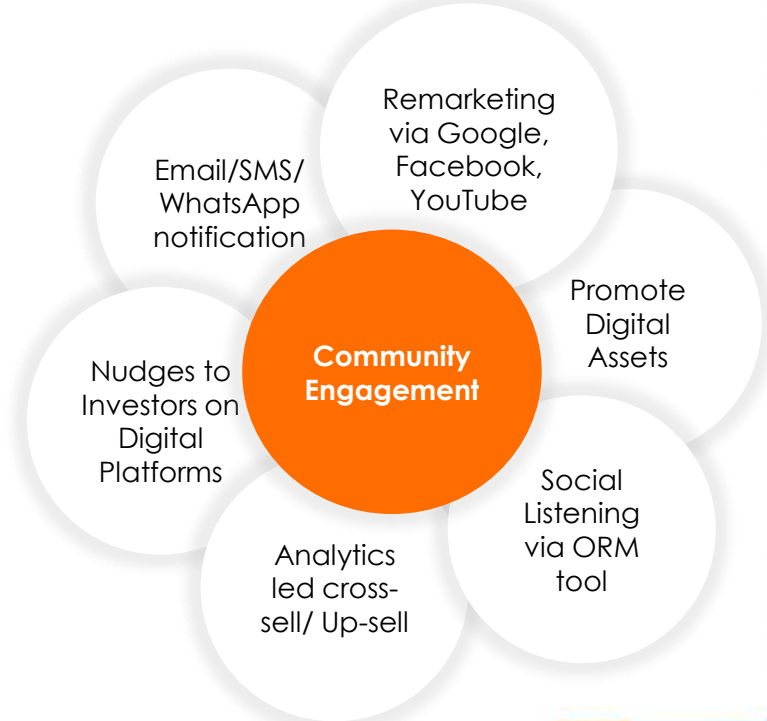 Remarketing
via Google,
Facebook,
YouTube
Email/SMS/
WhatsApp
notification
Promote
Digital
Assets
Community
Engagement
Nudges to
Investors on
Digital
Platforms
Social
Listening
via ORM
tool
Analytics
led cross-
sell/ Up-sell